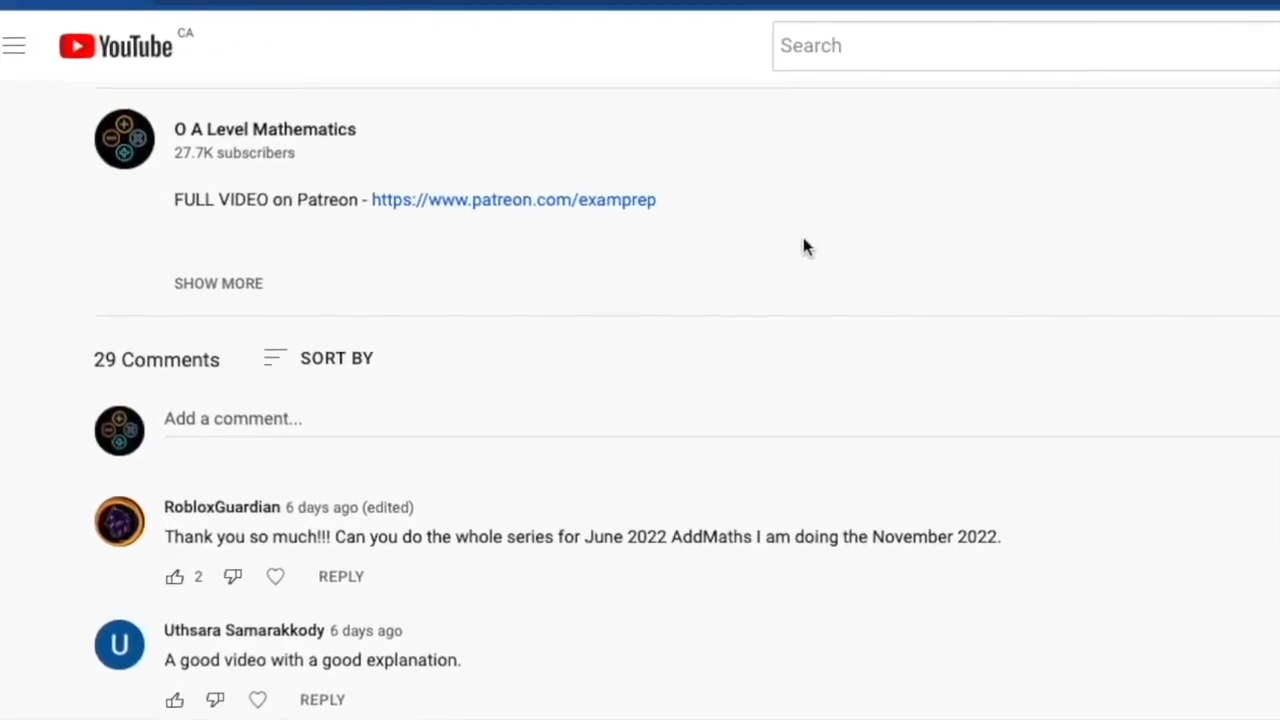 YouTube CA
Search
O A Level Mathematics
27.7K subscribers
FULL VIDEO on Patreon - https://www.patreon.com/examprep
SHOW MORE
29 Comments SORT BY
Add a comment...
RobloxGuardian 6 days ago (edited)
Thank you so much!!! Can you do the whole series for June 2022 AddMaths I am doing the November 2022.
2 REPLY
U
Uthsara Samarakkody 6 days ago
A good video with a good explanation.
REPLY